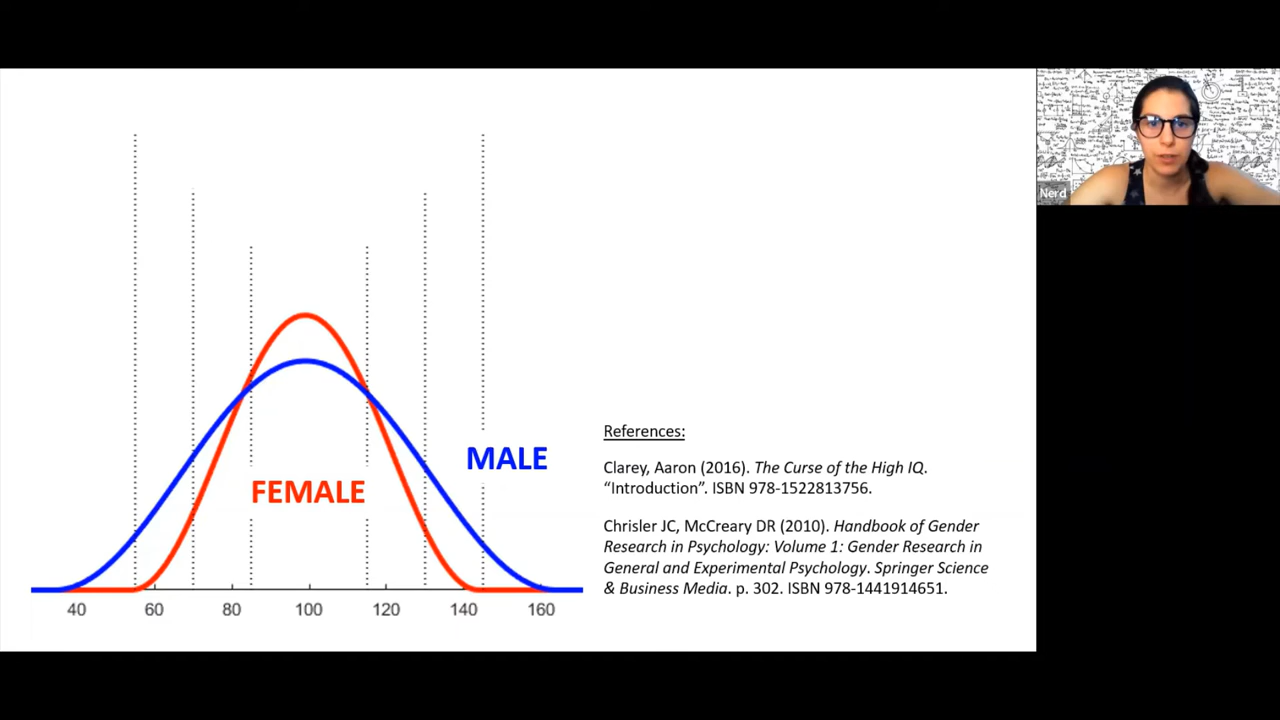 Nerd
MALE
FEMALE
40 60 80 100 120 140 160
References:
Clarey, Aaron (2016). The Curse of the High IQ.
“Introduction”. ISBN 978-1522813756.
Chrisler JC, McCreary DR (2010). Handbook of Gender
Research in Psychology: Volume 1: Gender Research in
General and Experimental Psychology. Springer Science
& Business Media. p. 302. ISBN 978-1441914651.